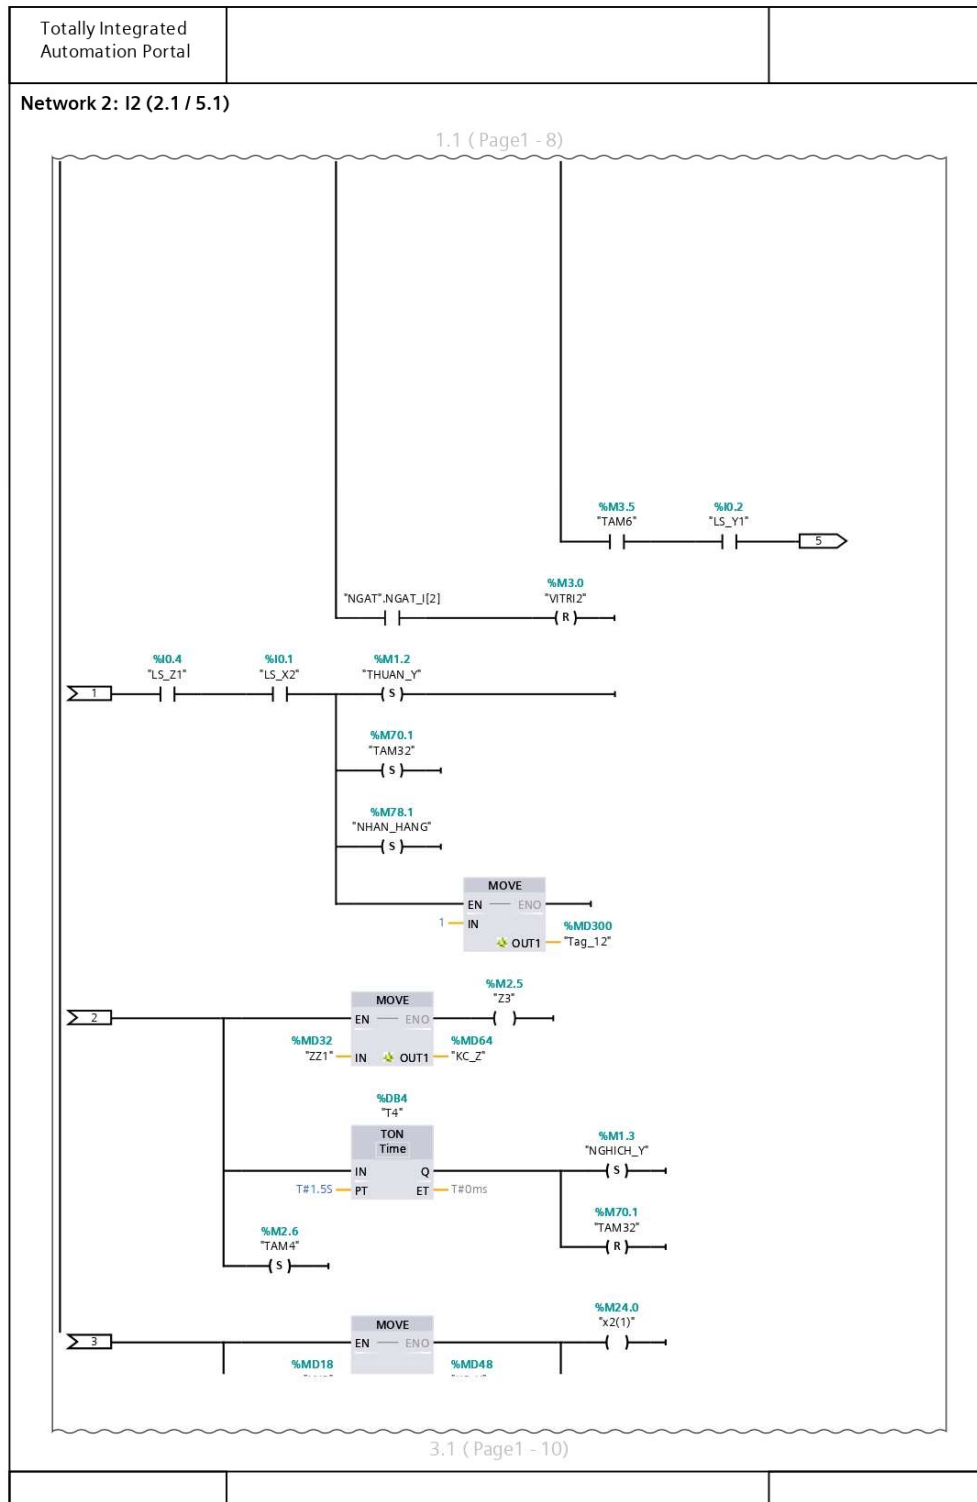 Totally Integrated
Automation Portal
Network 2: I2 (2.1 / 5.1)
1.1 ( Page1 - 8)
%M3.5
"TAM6"
%I0.2
"LS_Y1"
5
"NGAT".NGAT_I[2]
%M3.0
"VITRI2"
R
1
%I0.4
"LS_Z1"
%I0.1
"LS_X2"
%M1.2
"THUAN_Y"
S
%M70.1
"TAM32"
S
%M78.1
"NHAN_HANG"
S
MOVE
EN ENO
1 IN
%MD300
OUT1 "Tag_12"
2
MOVE
EN ENO
%M2.5
"Z3"
%MD32
"ZZ1" IN
%MD64
OUT1 "KC_Z"
%DB4
"T4"
TON
Time
IN Q
T#1.5S PT ET T#0ms
%M1.3
"NGHICH_Y"
S
%M70.1
"TAM32"
R
%M2.6
"TAM4"
S
3
MOVE
EN ENO
%M24.0
"x2(1)"
%MD18
%MD48
3.1 ( Page1 - 10)